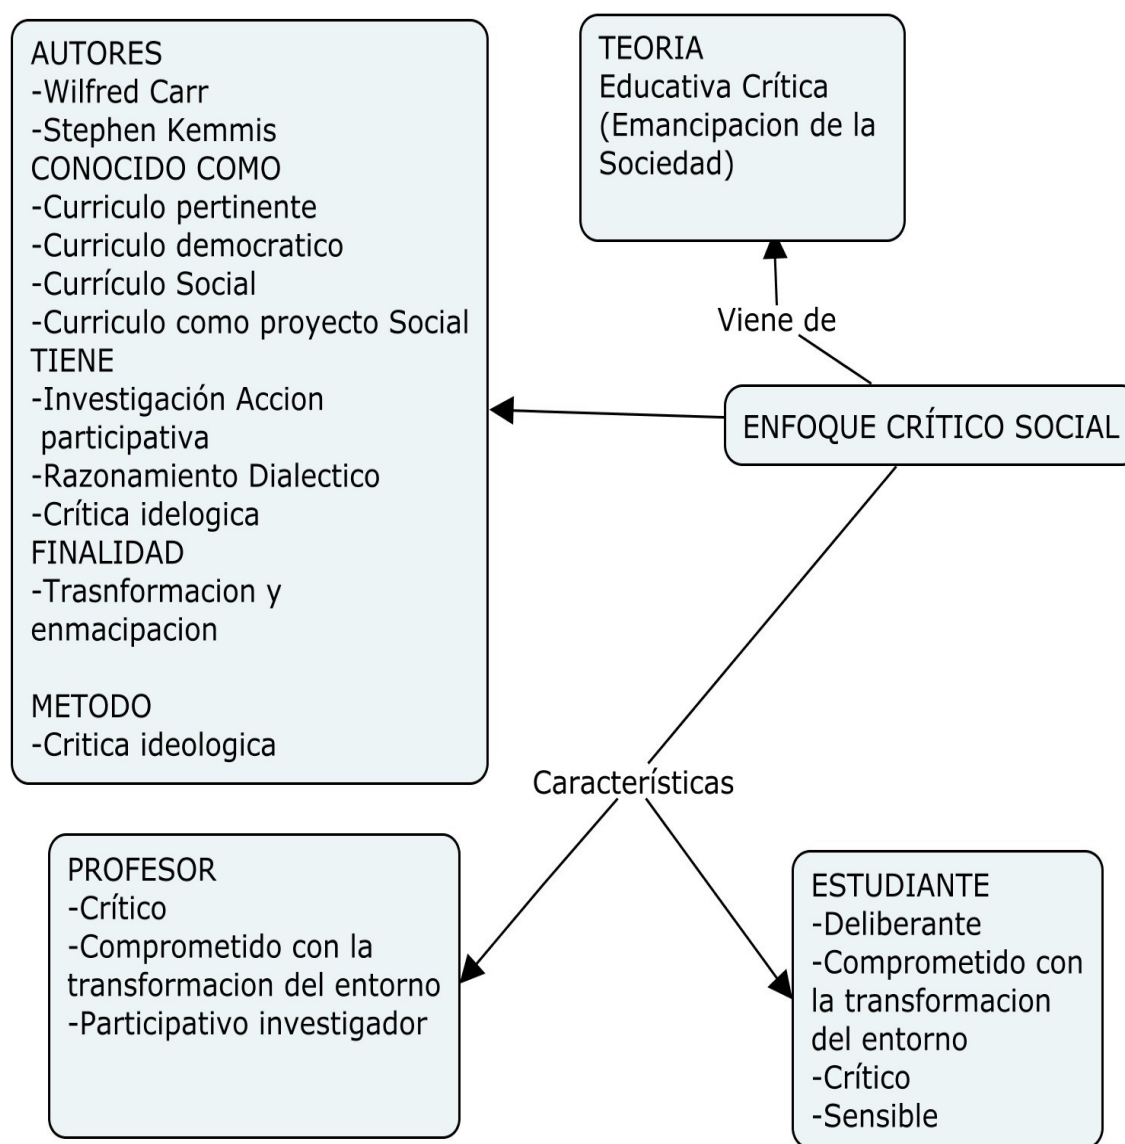 AUTORES
-Wilfred Carr
-Stephen Kemmis
CONOCIDO COMO
-Curriculo pertinente
-Curriculo democratico
-Currículo Social
-Curriculo como proyecto Social
TIENE
-Investigación Accion
participativa
-Razonamiento Dialectico
-Crítica idelogica
FINALIDAD
-Trasnformacion y
enmacipacion
METODO
-Critica ideologica
TEORIA
Educativa Crítica
(Emancipacion de la
Sociedad)
Viene de
ENFOQUE CRÍTICO SOCIAL
Característísticas
PROFESOR
-Crítico
-Comprometido con la
transformacion del entorno
-Participativo investigador
ESTUDIANTE
-Deliberante
-Comprometido con
la transformacion
del entorno
-Crítico
-Sensible